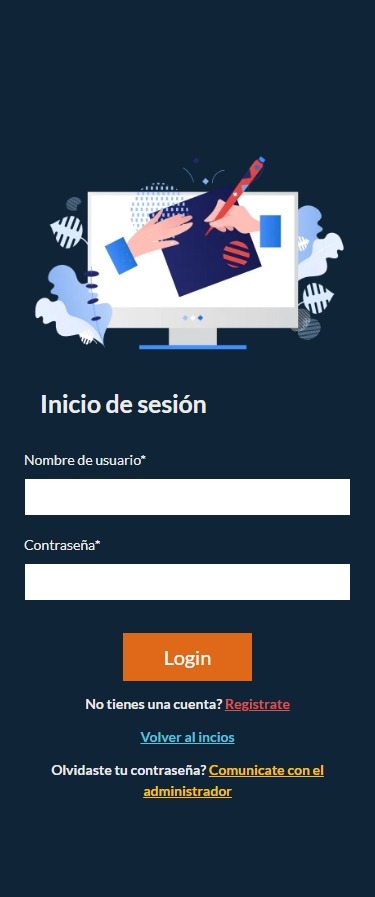 Inicio de sesión
Nombre de usuario*
Contraseña*
Login
No tienes una cuenta? Registrate
Volver al incios
Olvidaste tu contraseña? Comunicate con el
administrador